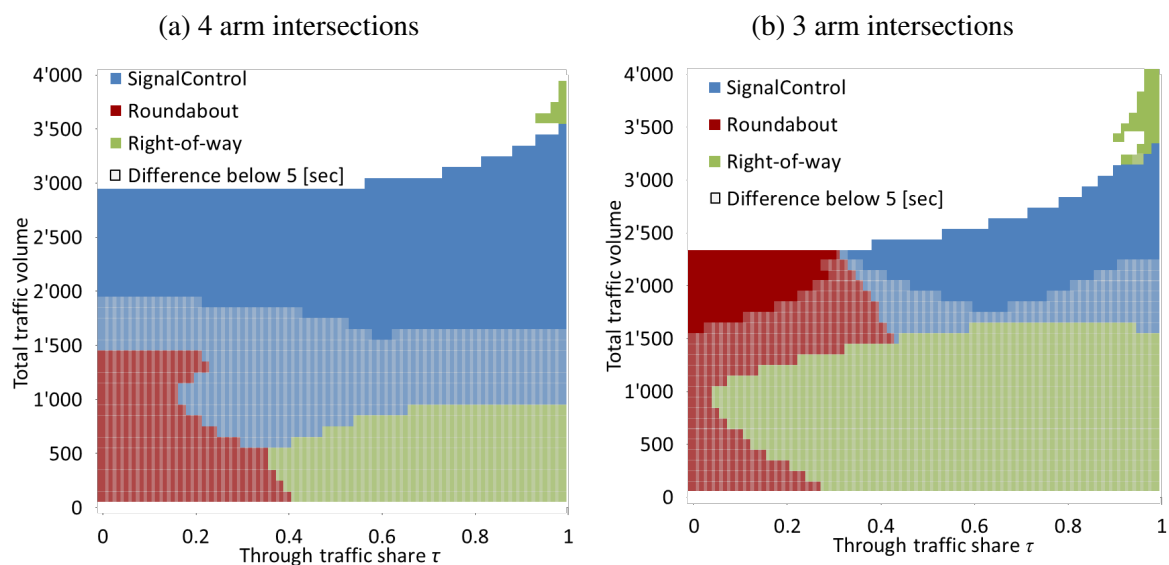 (a) 4 arm intersections
Total traffic volume
4'000
3'500
3'000
2'500
2'000
1'500
1'000
500
0
SignalControl
Roundabout
Right-of-way
Difference below 5 [sec]
0 0.2 0.4 0.6 0.8 1
Through traffic share τ
(b) 3 arm intersections
Total traffic volume
4'000
3'500
3'000
2'500
2'000
1'500
1'000
500
0
SignalControl
Roundabout
Right-of-way
Difference below 5 [sec]
0 0.2 0.4 0.6 0.8 1
Through traffic share τ